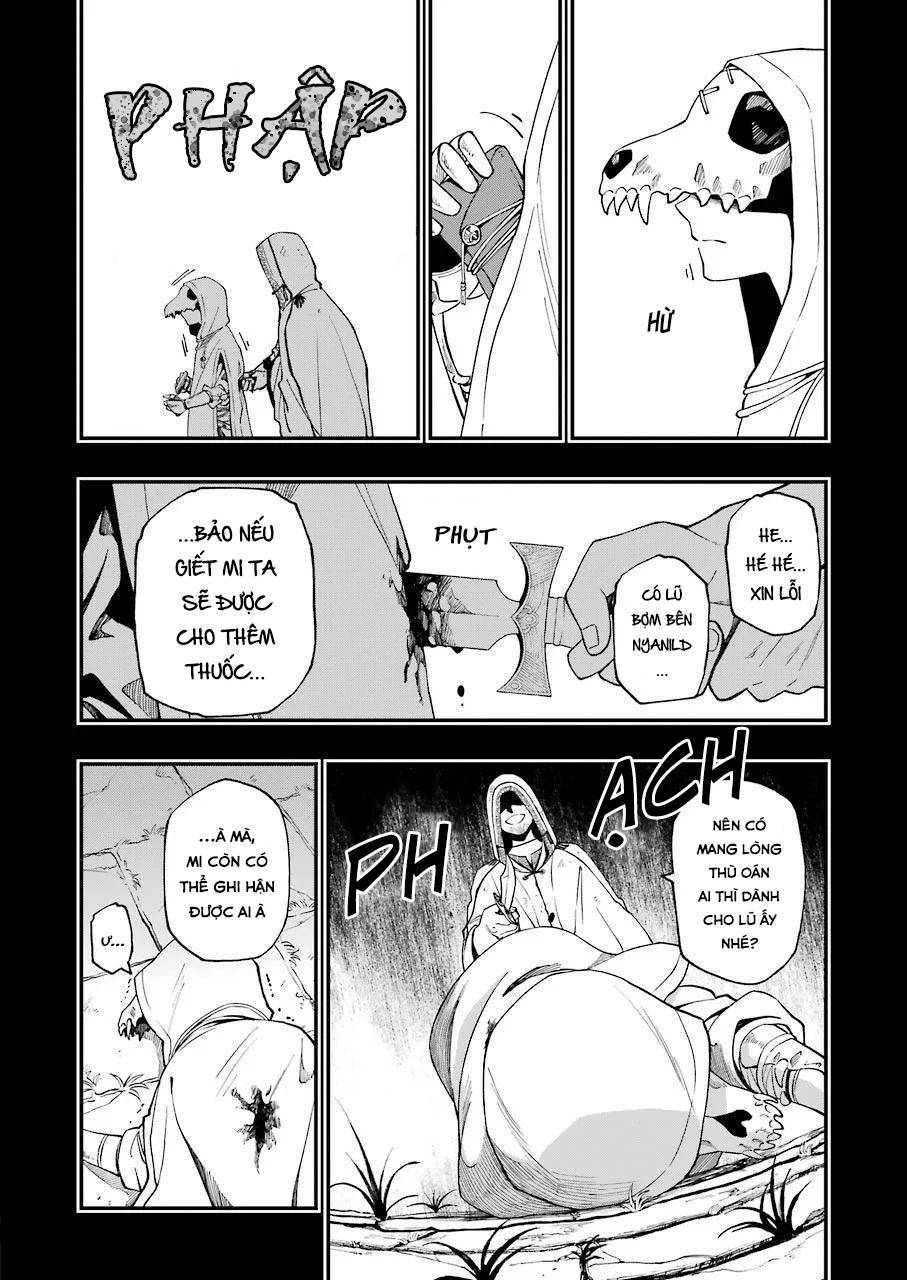 HỪ
PHẬP
HE...
HÉ HÉ...
XIN LỖI
CÓ LŨ
BỢM BÊN
NYANILD
...
PHỤT
...BẢO NẾU
GIẾT MI TA
SẼ ĐƯỢC
CHO THÊM
THUỐC...
NÊN CÓ
MANG LÒNG
THÙ OÁN
AI THÌ DÀNH
CHO LŨ ẤY
NHÉ?
PHẠCH
...À MÀ,
MI CÒN CÓ
THỂ GHI HẬN
ĐƯỢC AI À
Ư...